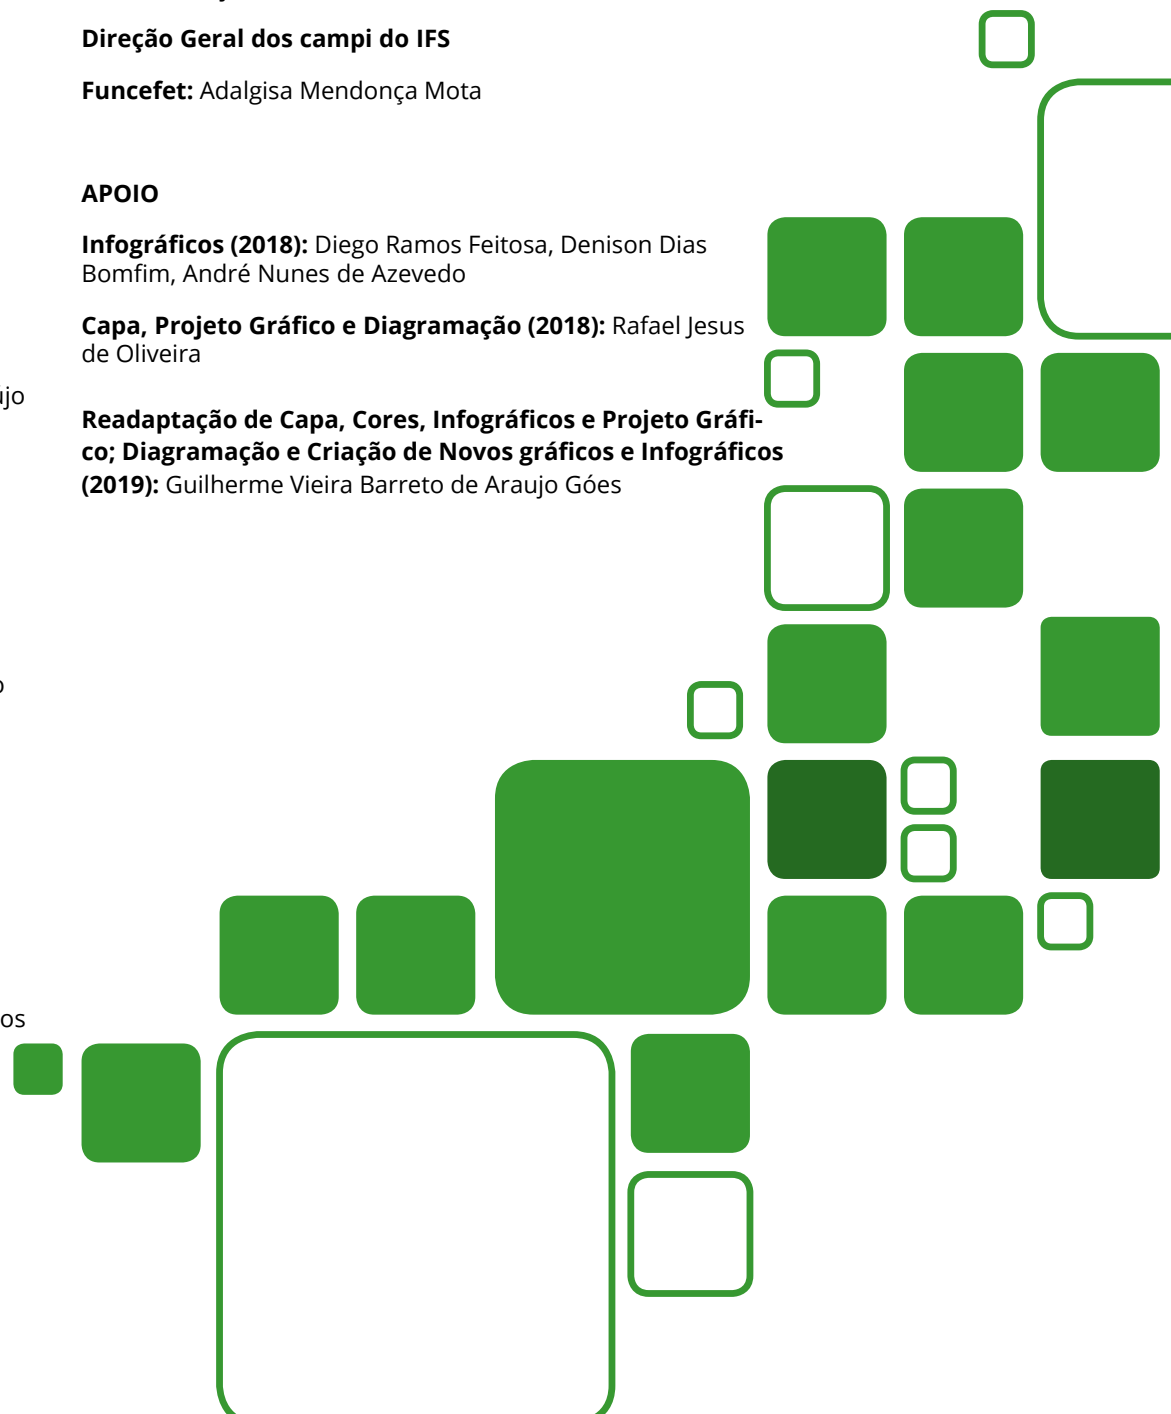 Direção Geral dos campi do IFS
Funcefet: Adalgisa Mendonça Mota
APOIO
Infográficos (2018): Diego Ramos Feitosa, Denison Dias
Bomfim, André Nunes de Azevedo
Capa, Projeto Gráfico e Diagramação (2018): Rafael Jesus
de Oliveira
Readaptação de Capa, Cores, Infográficos e Projeto Gráfi-
co; Diagramação e Criação de Novos gráficos e Infográficos
(2019): Guilherme Vieira Barreto de Araujo Góes